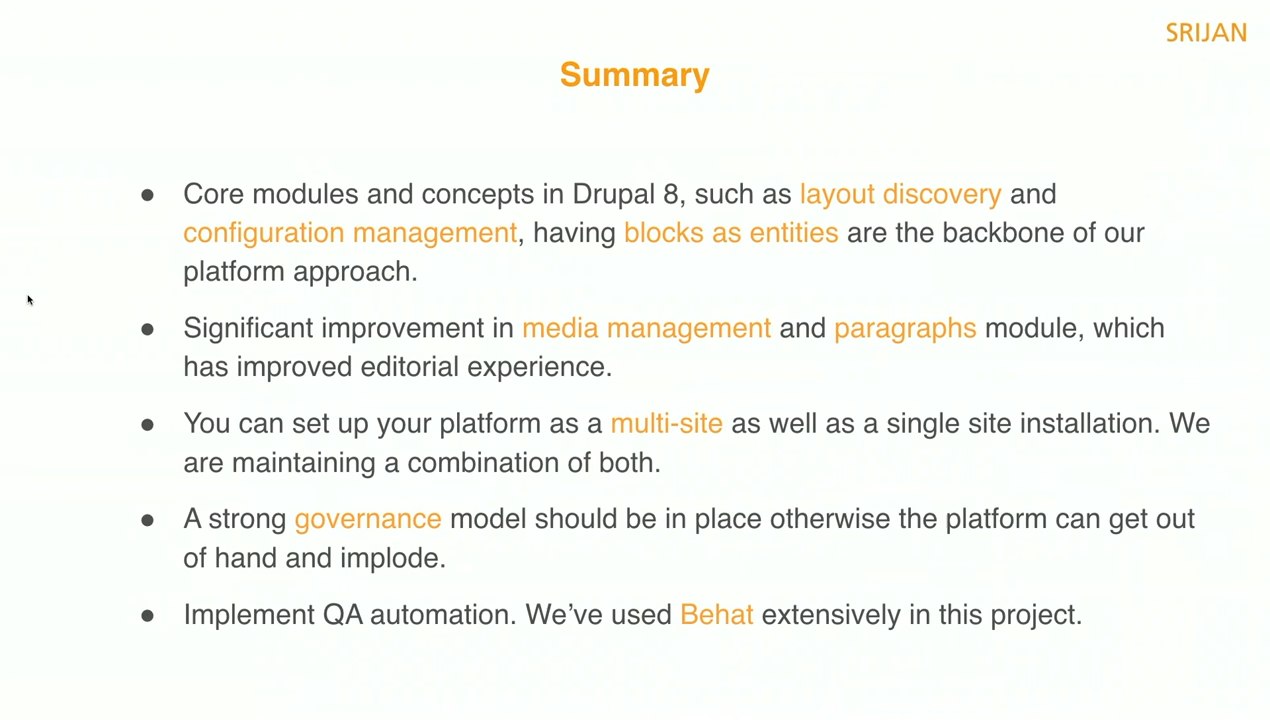 SRIJAN
Summary
● Core modules and concepts in Drupal 8, such as layout discovery and
configuration management, having blocks as entities are the backbone of our
platform approach.
● Significant improvement in media management and paragraphs module, which
has improved editorial experience.
● You can set up your platform as a multi-site as well as a single site installation. We
are maintaining a combination of both.
● A strong governance model should be in place otherwise the platform can get out
of hand and implode.
● Implement QA automation. We’ve used Behat extensively in this project.